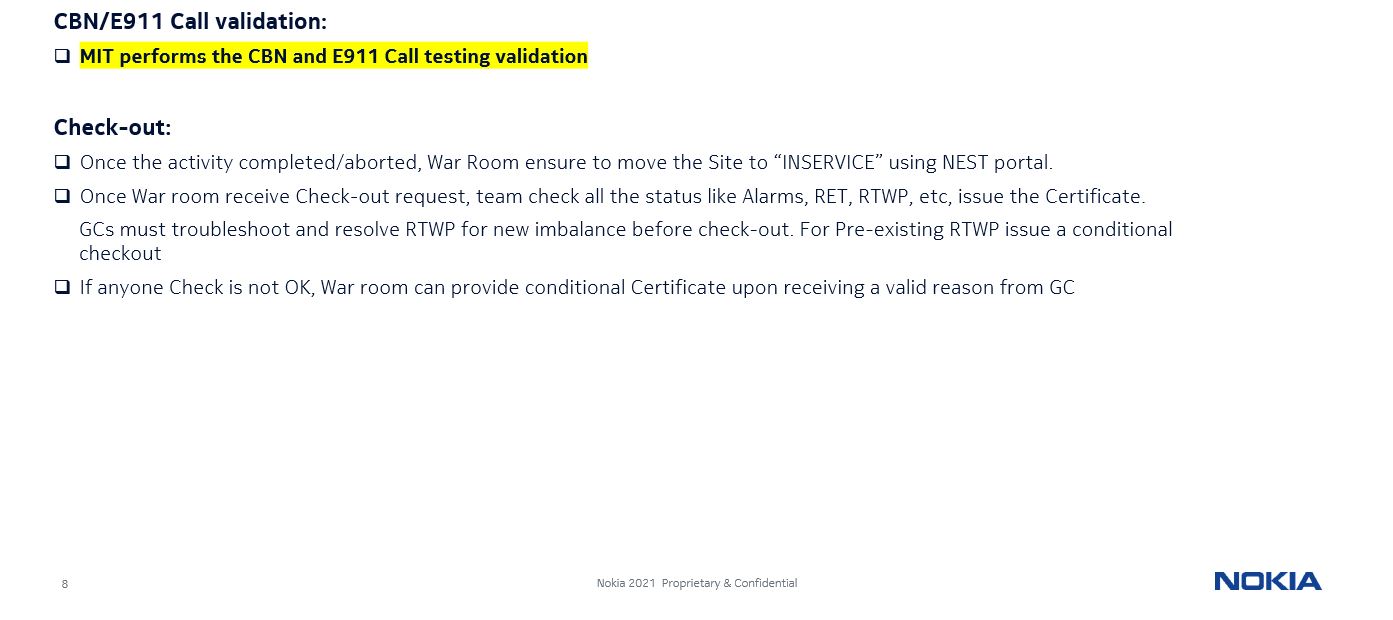 CBN/E911 Call validation:
❑ MIT performs the CBN and E911 Call testing validation
Check-out:
❑ Once the activity completed/aborted, War Room ensure to move the Site to “INSERVICE” using NEST portal.
❑ Once War room receive Check-out request, team check all the status like Alarms, RET, RTWP, etc, issue the Certificate.
GCs must troubleshoot and resolve RTWP for new imbalance before check-out. For Pre-existing RTWP issue a conditional
checkout
❑ If anyone Check is not OK, War room can provide conditional Certificate upon receiving a valid reason from GC
8
Nokia 2021 Proprietary & Confidential
NOKIA